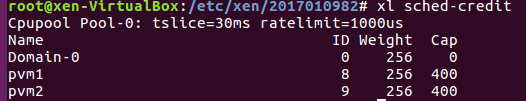 root@xen-VirtualBox:/etc/xen/2017010982# xl sched-credit
Cpupool Pool-0: tslice=30ms ratelimit=1000us
Name ID Weight Cap
Domain-0 0 256 0
pvm1 8 256 400
pvm2 9 256 400